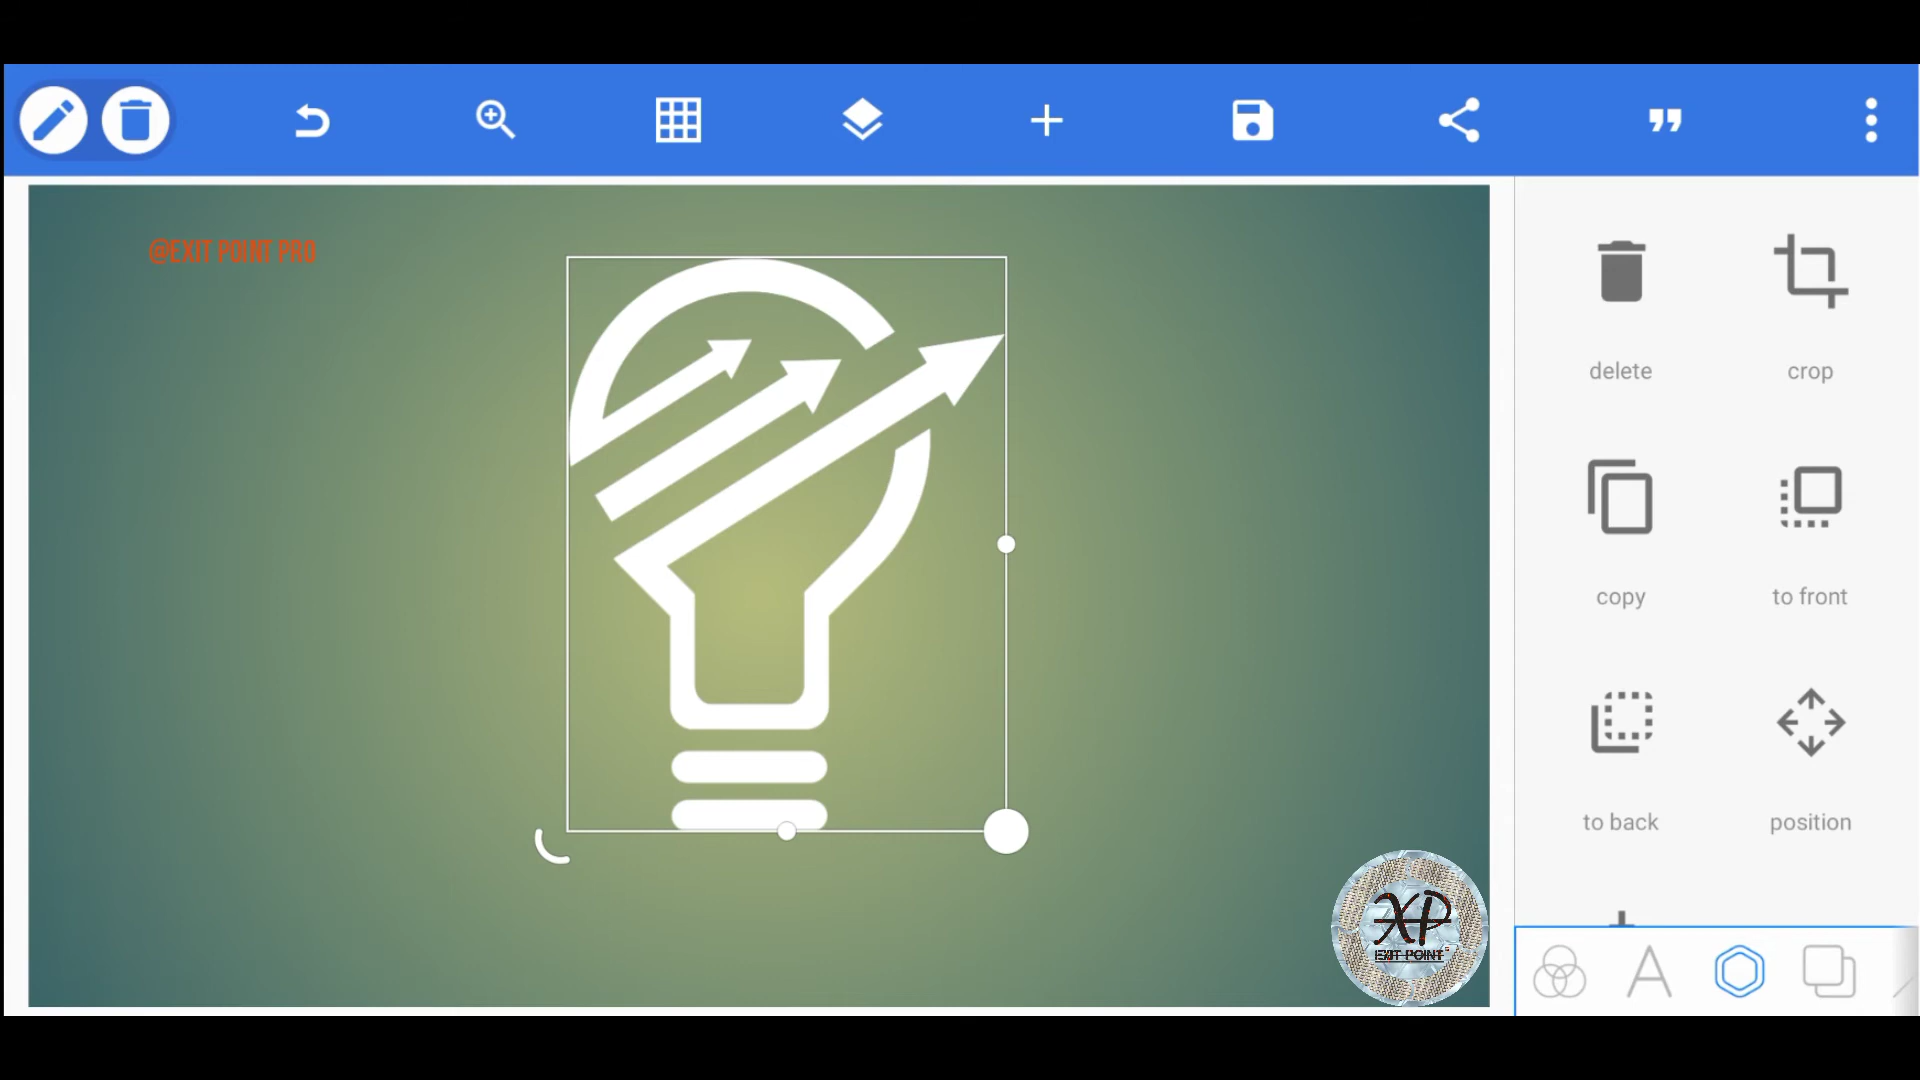 @EXIT POINT PRO
delete
crop
copy
to front
to back
position
XP
EXIT POINT